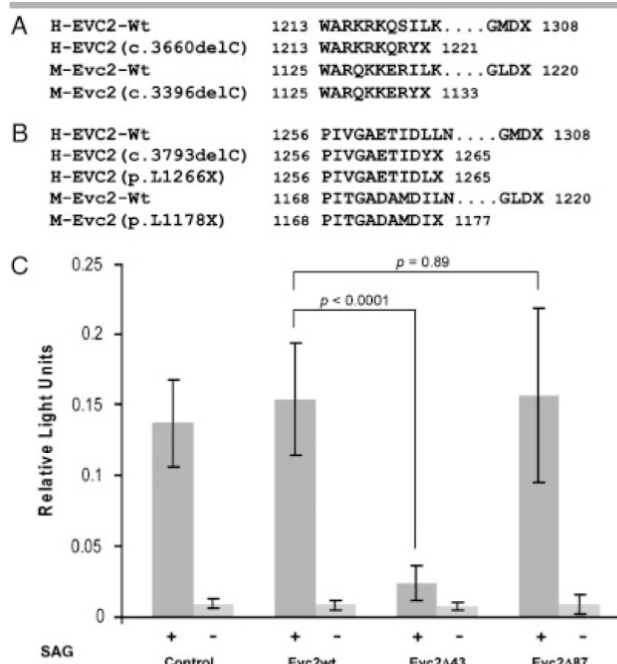 A
H-EVC2-Wt 1213 WARKRKQSILK....GMDX 1308
H-EVC2(c.3660delC) 1213 WARKRKQRYX 1221
M-Evc2-Wt 1125 WARQKKERILK....GLDX 1220
M-Evc2(c.3396delC) 1125 WARQKKERYX 1133
B
H-EVC2-Wt 1256 PIVGAETIDLLN....GMDX 1308
H-EVC2(c.3793delC) 1256 PIVGAETIDYX 1265
H-EVC2(p.L1266X) 1256 PIVGAETIDLX 1265
M-Evc2-Wt 1168 PITGADAMDILN....GLDX 1220
M-Evc2(p.L1178X) 1168 PITGADAMDIX 1177
C
0.25
p = 0.89
p < 0.0001
0.2
0.15
0.1
0.05
0
Relative Light Units
SAG + - + - + - + -
Control Evc2wt Evc2Δ43 Evc2Δ87